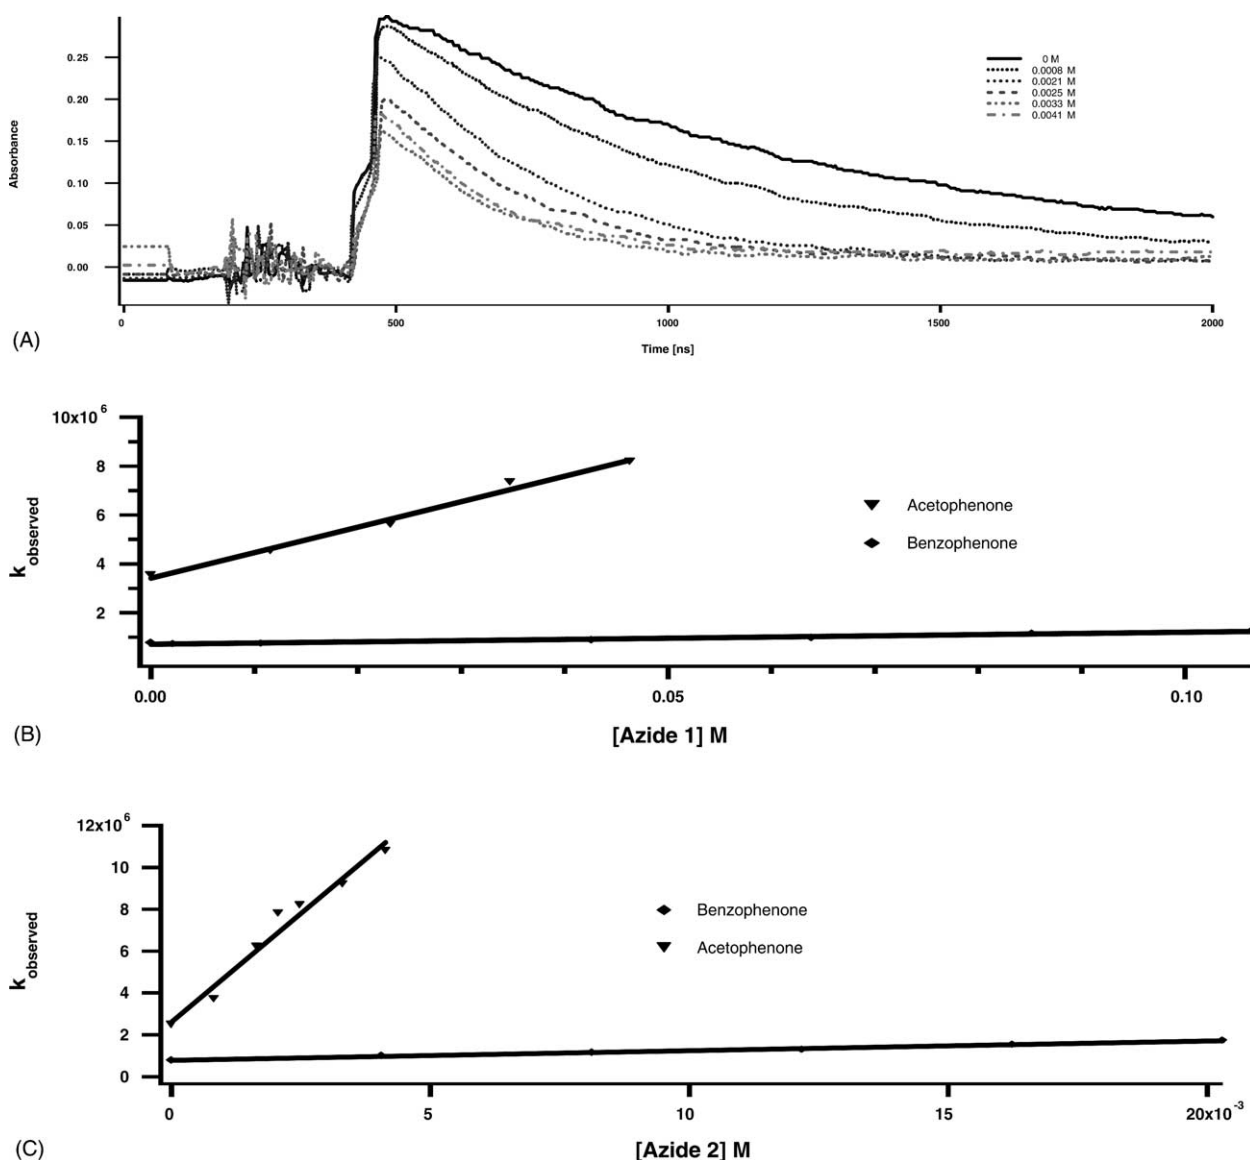 0.25
0.20
0.15
0.10
0.05
0.00
Absorbance
0 M
0.0008 M
0.0021 M
0.0025 M
0.0033 M
0.0041 M
0 500 1000 1500 2000
Time [ns]
(A)
10x10^6
8
6
4
2
k observed
Acetophenone
Benzophenone
0.00 0.05 0.10
[Azide 1] M
(B)
12x10^6
10
8
6
4
2
0
k observed
Benzophenone
Acetophenone
0 5 10 15 20x10^-3
[Azide 2] M
(C)